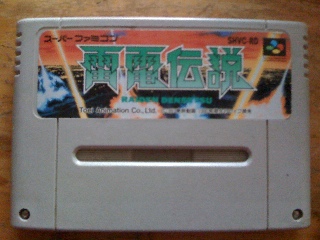 スーパーファミコン SHVC-R5
雷電伝説
RAIDEN DENSETSU
Toei Animation Co., Ltd.